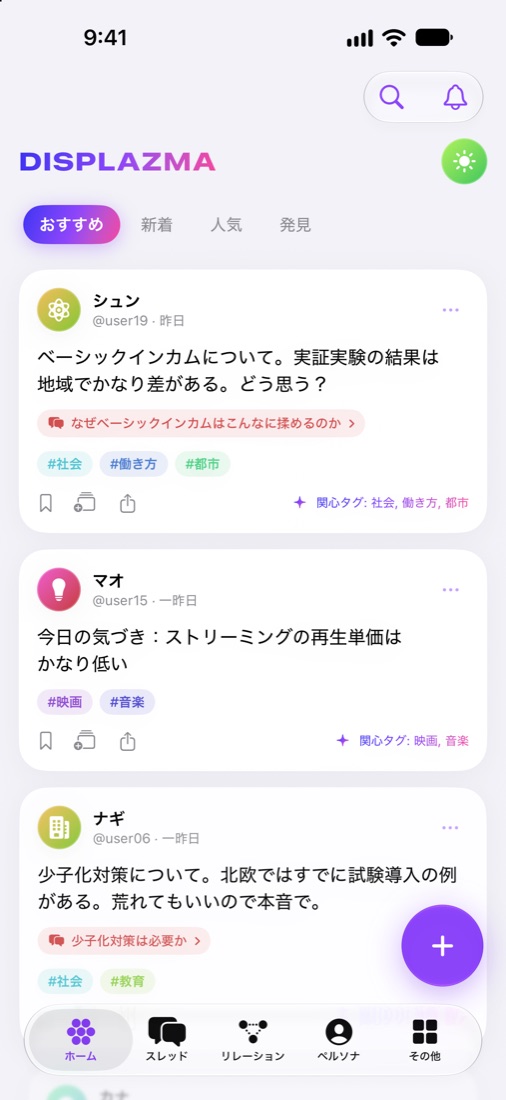 9:41
DISPLAZMA
おすすめ 新着 人気 発見
シュン
@user19 · 昨日
ベーシックインカムについて。実証実験の結果は
地域でかなり差がある。どう思う？
なぜベーシックインカムはこんなに揉めるのか
#社会 #働き方 #都市
関心タグ: 社会, 働き方, 都市
マオ
@user15 · 一昨日
今日の気づき：ストリーミングの再生単価は
かなり低い
#映画 #音楽
関心タグ: 映画, 音楽
ナギ
@user06 · 一昨日
少子化対策について。北欧ではすでに試験導入の例
がある。荒れてもいいので本音で。
少子化対策は必要か
#社会 #教育
ホーム スレッド リレーション ペルソナ その他